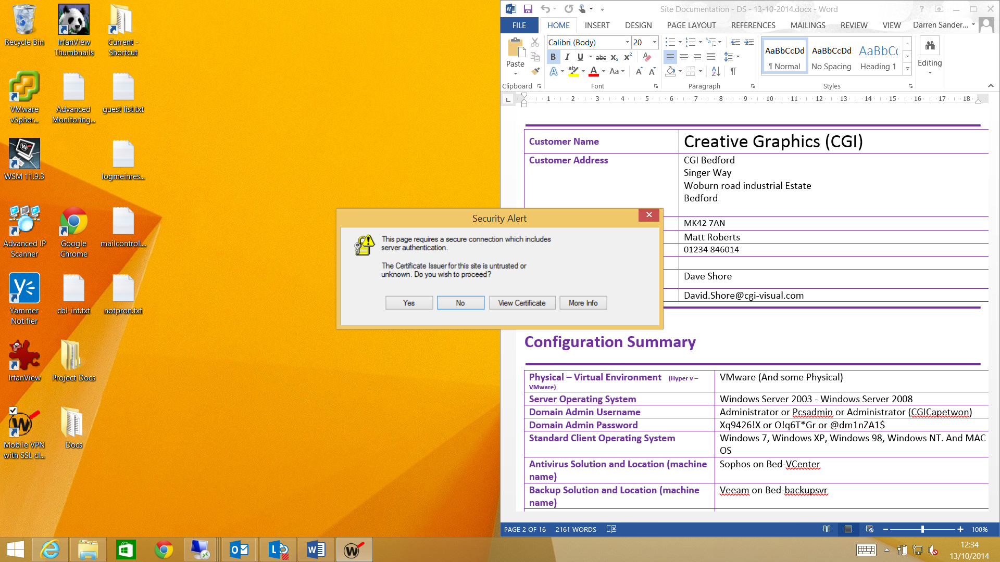 Recycle Bin
IrfanView
Thumbnails
Current -
Shortcut
VMware
vSpher...
Advanced
Monitoring...
guest list.txt
WSM 11.9.3
logmeinres...
Advanced IP
Scanner
Google
Chrome
mailcontrol....
Yammer
Notifier
cbl-int.txt
notpron.txt
IrfanView
Project Docs
Mobile VPN
with SSL cl...
Docs
Security Alert
This page requires a secure connection which includes
server authentication.
The Certificate Issuer for this site is untrusted or
unknown. Do you wish to proceed?
Yes No View Certificate More Info
Site Documentation - DS - 13-10-2014.docx - Word
FILE HOME INSERT DESIGN PAGE LAYOUT REFERENCES MAILINGS REVIEW VIEW Darren Sander...
Calibri (Body) 20
Paste
B I U abc X₂ X²
A ab A Aa A A
AaBbCcDd AaBbCcDd AaBbCc
¶ Normal No Spacing Heading 1
Editing
Clipboard Font Paragraph Styles
1 2 3 4 5 6 7 8 9 10 11 12 13 14 15 16 17 18
Customer Name Creative Graphics (CGI)
Customer Address CGI Bedford
Singer Way
Woburn road industrial Estate
Bedford
MK42 7AN
Matt Roberts
01234 846014
Dave Shore
David.Shore@cgi-visual.com
Configuration Summary
Physical – Virtual Environment (Hyper v –
VMware)
VMware (And some Physical)
Server Operating System Windows Server 2003 - Windows Server 2008
Domain Admin Username Administrator or Pcsadmin or Administrator (CGICapetwon)
Domain Admin Password Xq9426!X or O!q6T*Gr or @dm1nZA1$
Standard Client Operating System Windows 7, Windows XP, Windows 98, Windows NT. And MAC
OS
Antivirus Solution and Location (machine
name)
Sophos on Bed-VCenter
Backup Solution and Location (machine
name)
Veeam on Bed-backupsvr
PAGE 2 OF 16 2161 WORDS 100%
12:34
13/10/2014